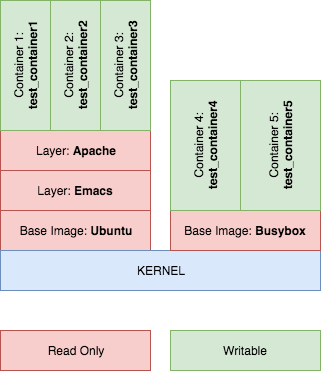 Container 1:
test_container1
Container 2:
test_container2
Container 3:
test_container3
Container 4:
test_container4
Container 5:
test_container5
Layer: Apache
Layer: Emacs
Base Image: Ubuntu
Base Image: Busybox
KERNEL
Read Only
Writable